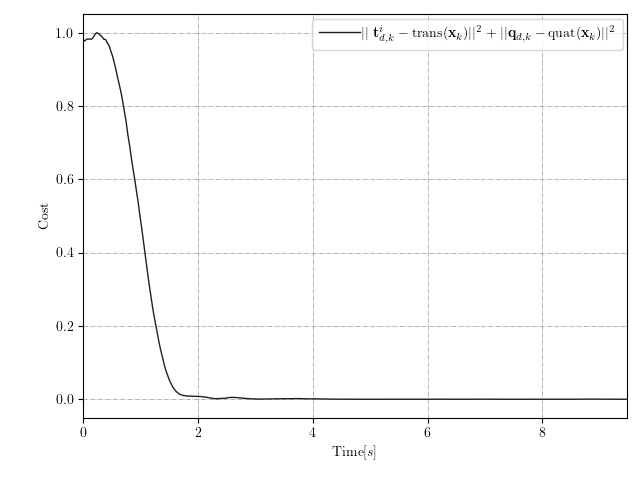 || t^i_{d,k} − trans(x_k)||^2 + ||q_{d,k} − quat(x_k)||^2
1.0
0.8
0.6
0.4
0.2
0.0
Cost
0 2 4 6 8
Time[s]